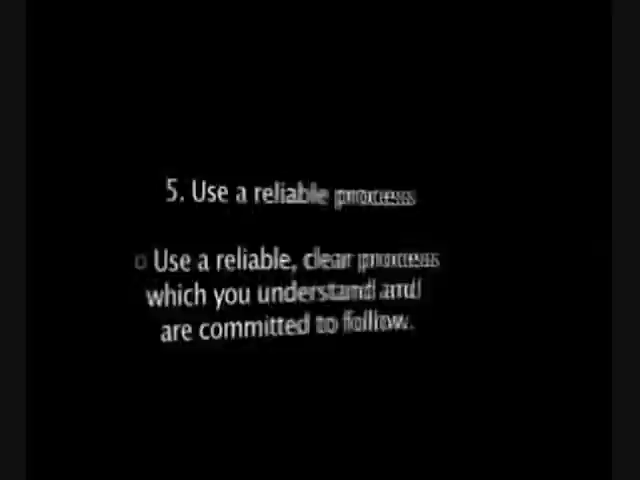 5. Use a reliable process
o Use a reliable, clear process
which you understand and
are committed to follow.